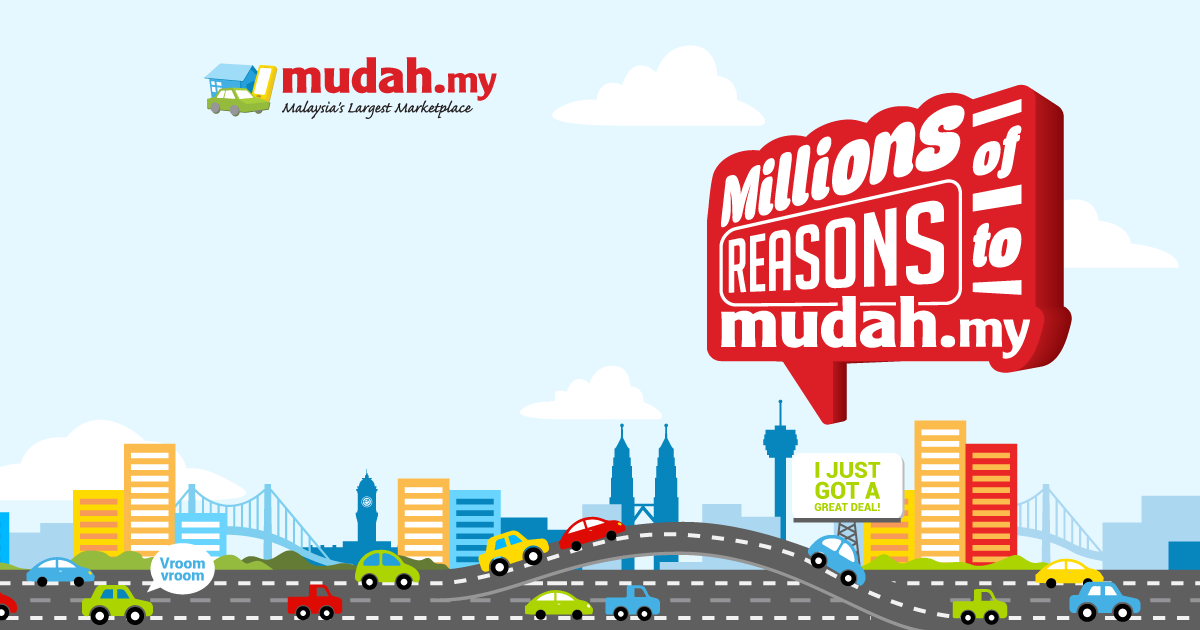 mudah.my
Malaysia's Largest Marketplace
Millions
of
REASONS
to
mudah.my
I JUST
GOT A
GREAT DEAL!
Vroom
vroom